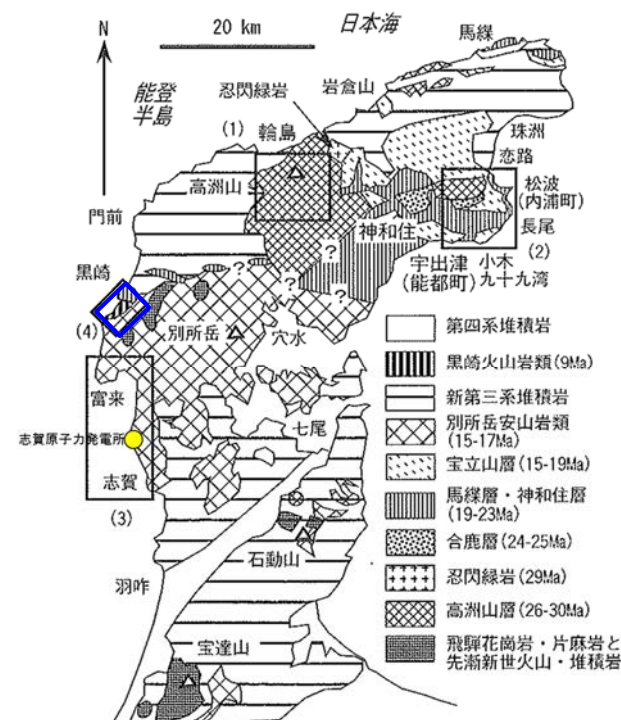 N
20 km
日本海
能登
半島
馬緤
岩倉山
忍閃緑岩
(1) 輪島
珠洲
恋路
高洲山
松波
(内浦町)
門前
神和住
長尾
(2)
宇出津
(能都町)
小木
九十九湾
黒崎
?
?
?
?
(4)
別所岳
穴水
富来
七尾
志賀原子力発電所
志賀
(3)
石動山
羽咋
宝達山
第四系堆積岩
黒崎火山岩類(9Ma)
新第三系堆積岩
別所岳安山岩類
(15-17Ma)
宝立山層(15-19Ma)
馬緤層・神和住層
(19-23Ma)
合鹿層(24-25Ma)
忍閃緑岩(29Ma)
高洲山層(26-30Ma)
飛騨花崗岩・片麻岩と
先漸新世火山・堆積岩